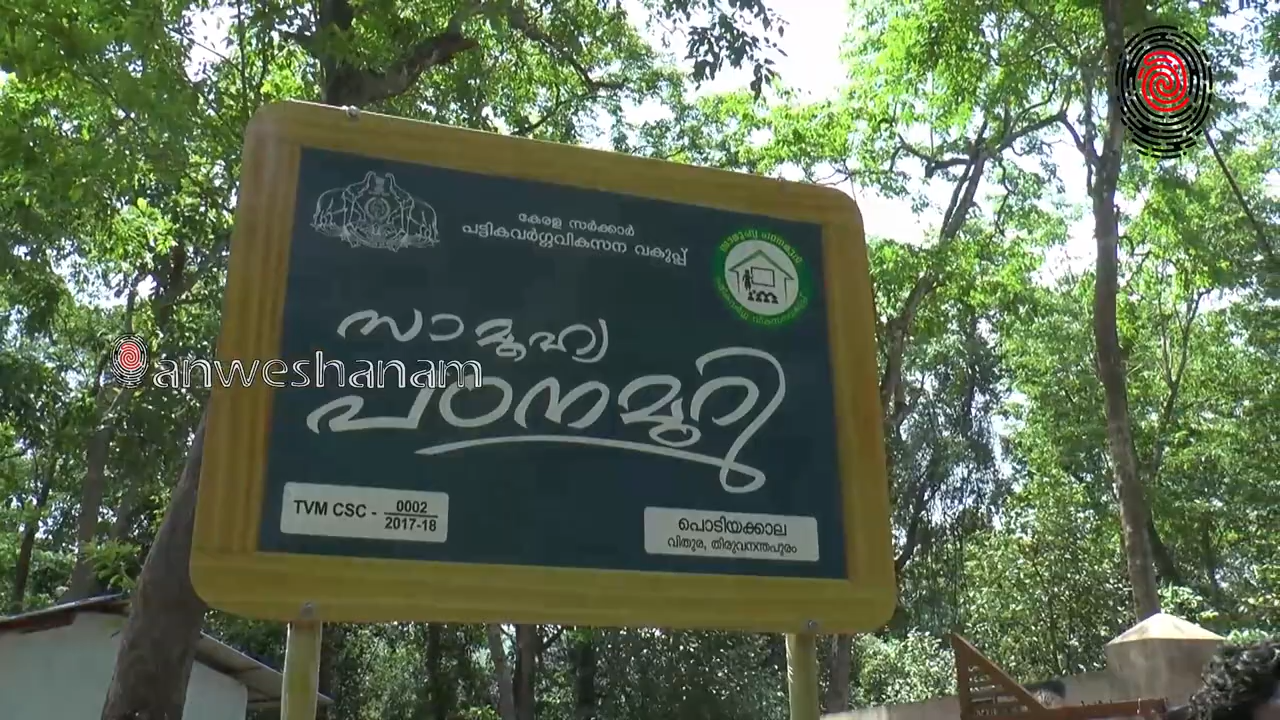 കേരള സർക്കാർ
പട്ടികവർഗ്ഗവികസന വകുപ്പ്
സാമൂഹ്യ
പഠനമുറി
anweshanam
TVM CSC - 0002
2017-18
പൊടിയക്കാല
വിതുര, തിരുവനന്തപുരം